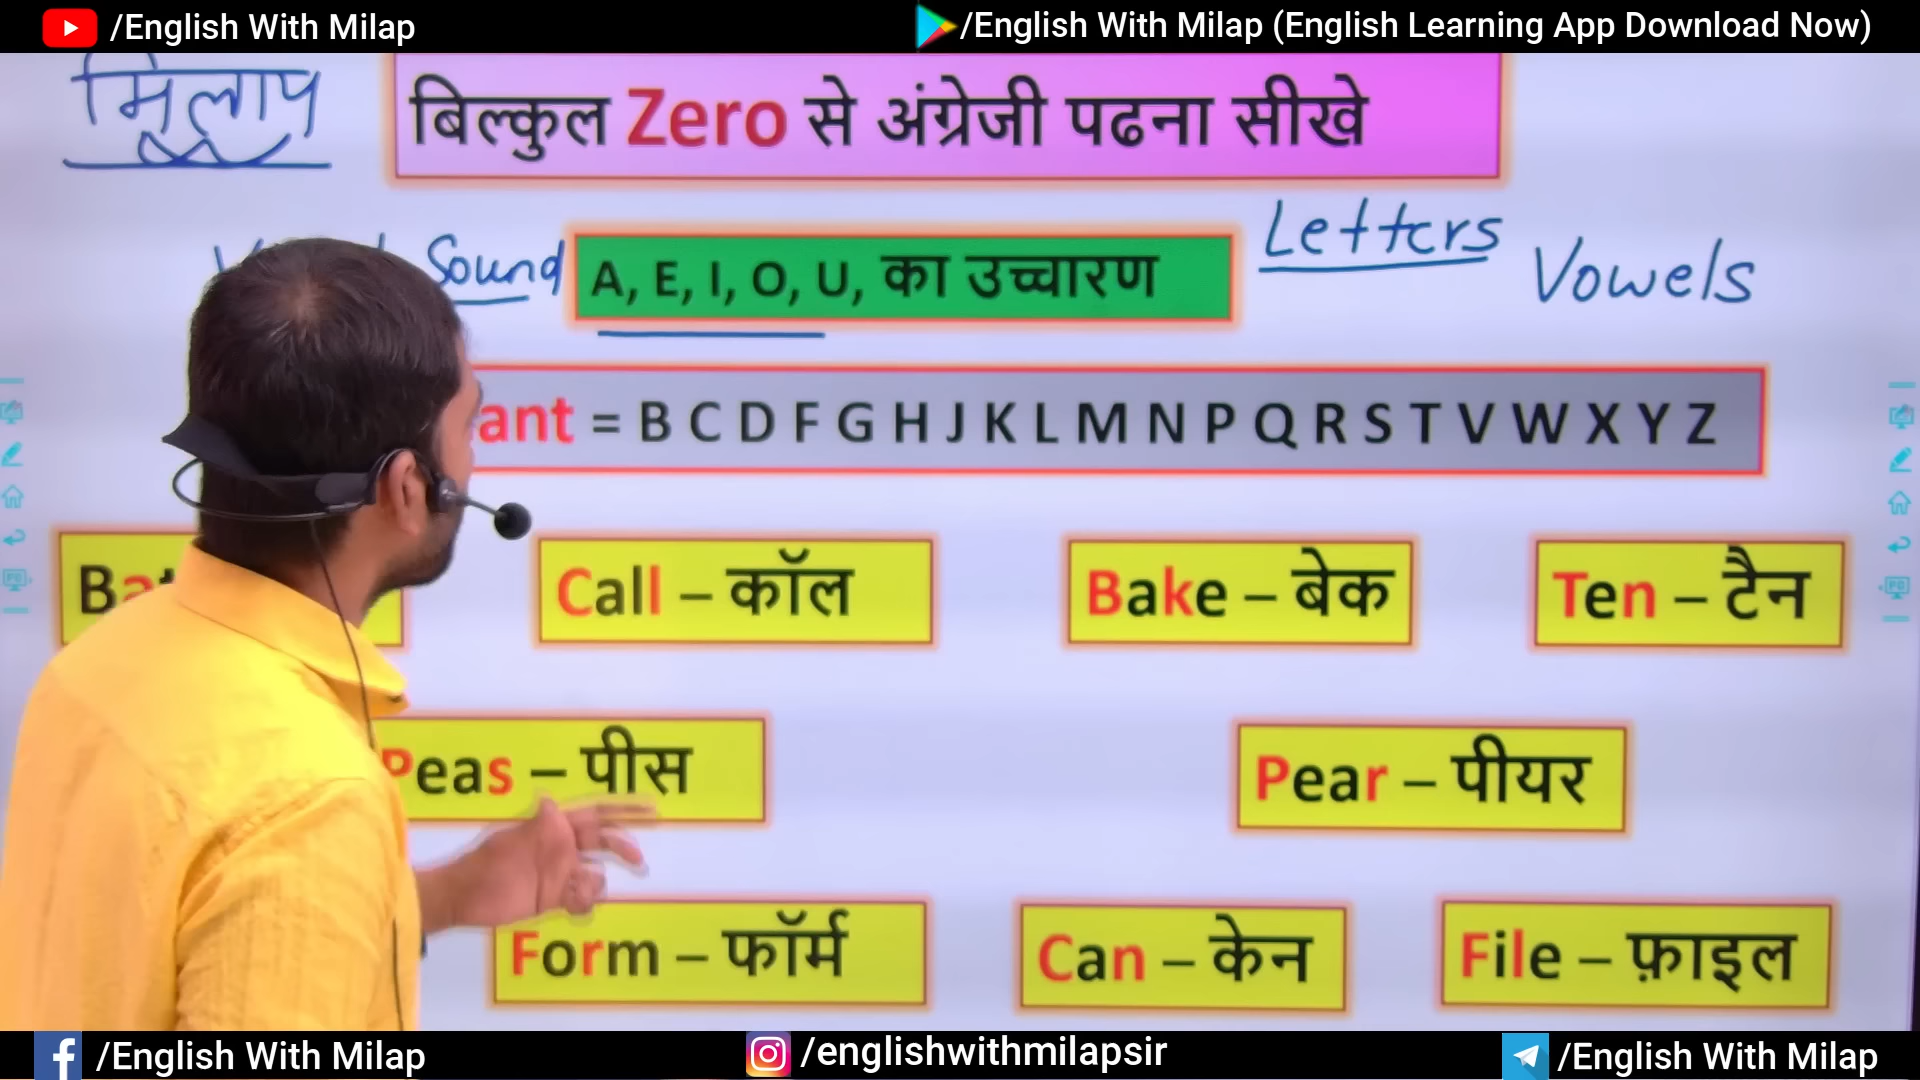 /English With Milap
/English With Milap (English Learning App Download Now)
मिलाप
बिल्कुल Zero से अंग्रेजी पढना सीखे
Sound
A, E, I, O, U, का उच्चारण
Letters
Vowels
ant = B C D F G H J K L M N P Q R S T V W X Y Z
Call – कॉल
Bake – बेक
Ten – टैन
Peas – पीस
Pear – पीयर
Form – फॉर्म
Can – केन
File – फ़ाइल
/English With Milap
/englishwithmilapsir
/English With Milap